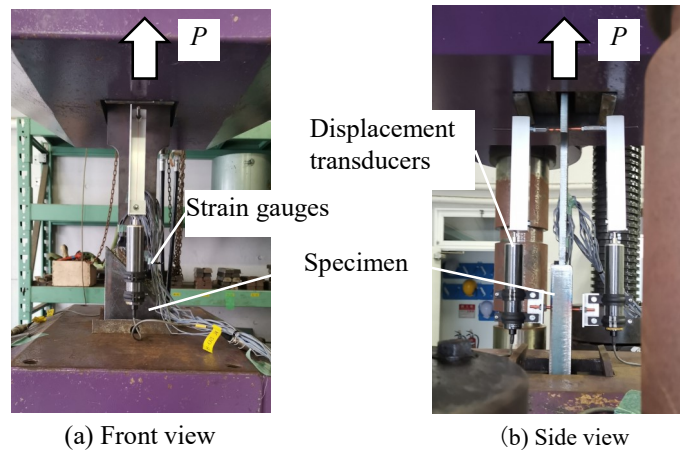 P
P
Displacement
transducers
Strain gauges
Specimen
(a) Front view
(b) Side view